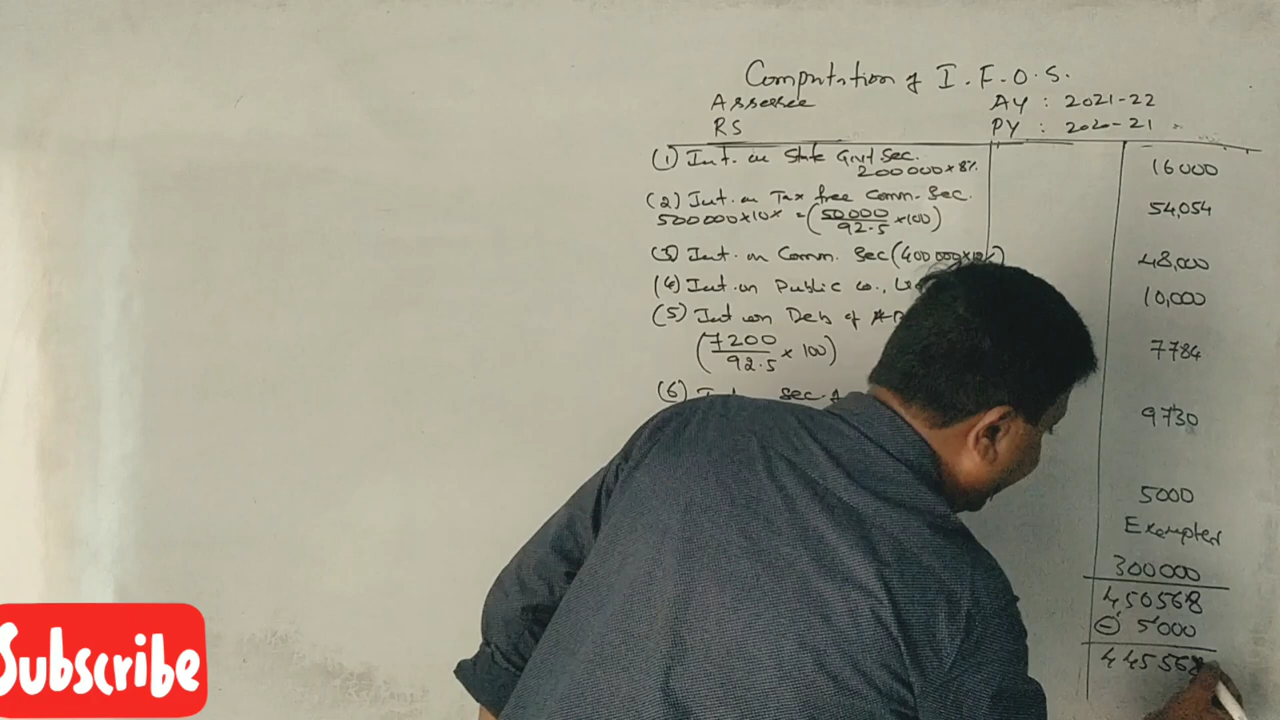 Computation of I.F.O.S.
Assessee AY : 2021-22
RS PY : 2020-21
(1) Int. on State Govt Sec.
200000×8% 16000
(2) Int. on Tax free Comm. Sec.
500000×10% = (50000/92.5 ×100) 54,054
(3) Int. on Comm. Sec (400000×12%) 48,000
(4) Int. on Public co., 10,000
(5) Int on Deb of
(7200/92.5 × 100) 7784
(6) sec. 9730
5000
Exempted
300000
450568
(-) 5000
445568
Subscribe